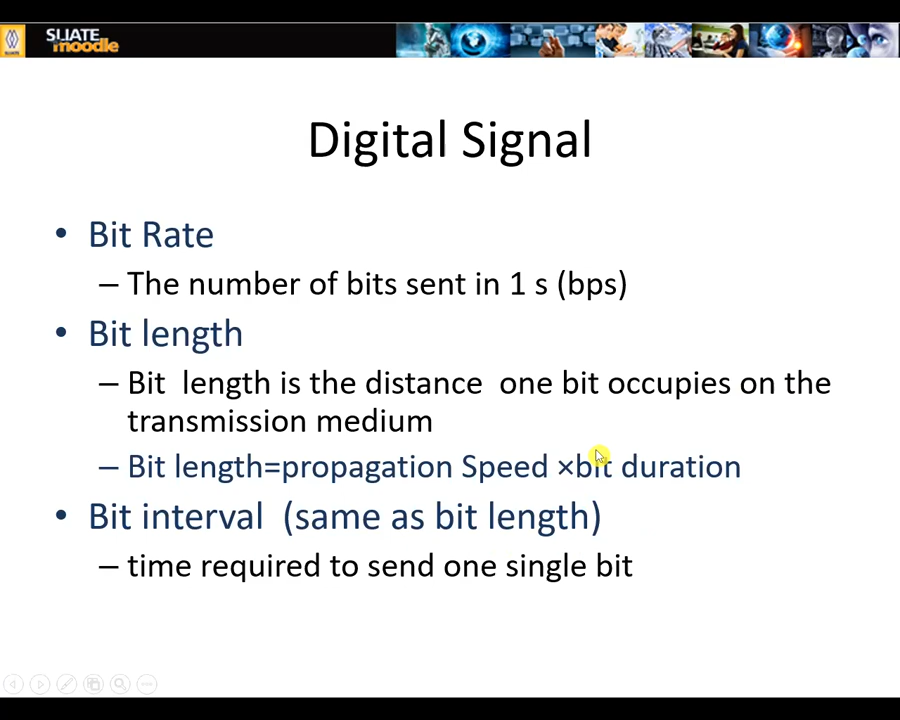 SLIATE
moodle
Digital Signal
• Bit Rate
– The number of bits sent in 1 s (bps)
• Bit length
– Bit length is the distance one bit occupies on the
transmission medium
– Bit length=propagation Speed ×bit duration
• Bit interval (same as bit length)
– time required to send one single bit